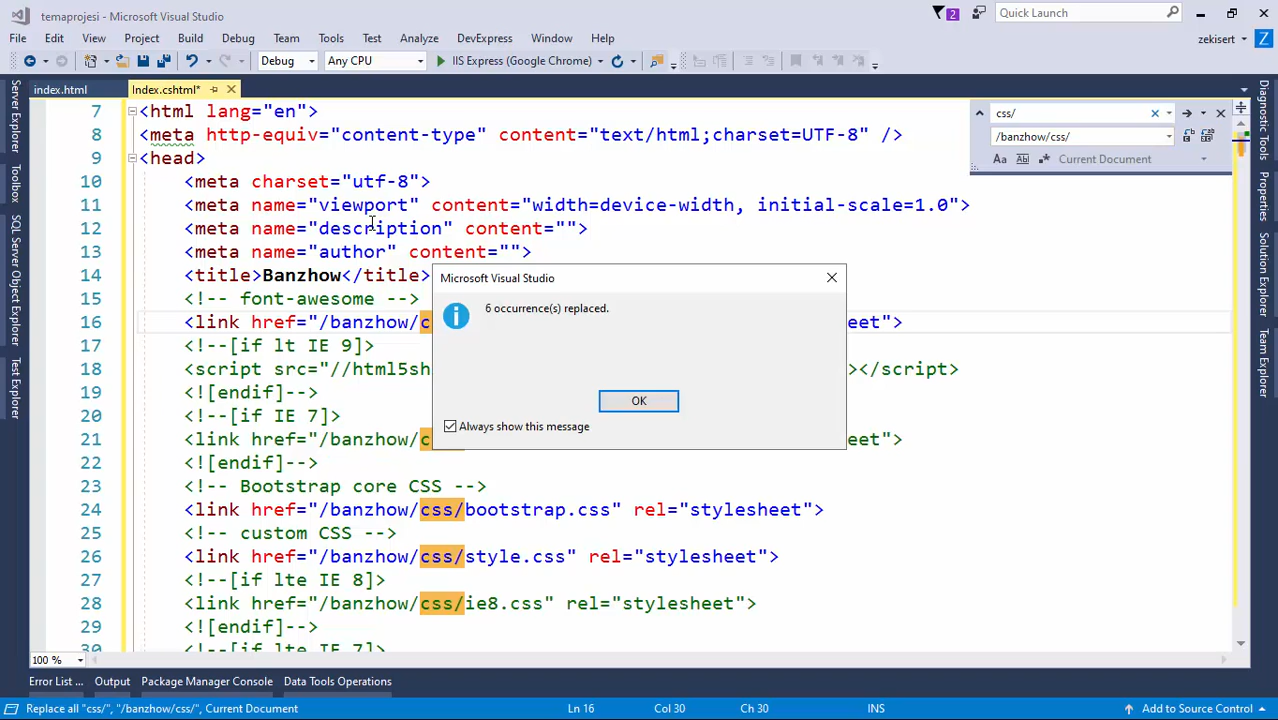 temaprojesi - Microsoft Visual Studio
2
Quick Launch
File Edit View Project Build Debug Team Tools Test Analyze DevExpress Window Help
zekisert Z
Debug Any CPU IIS Express (Google Chrome)
index.html Index.cshtml*
Server Explorer
Toolbox
SQL Server Object Explorer
Test Explorer
7 <html lang="en">
8 <meta http-equiv="content-type" content="text/html;charset=UTF-8" />
9 <head>
10 <meta charset="utf-8">
11 <meta name="viewport" content="width=device-width, initial-scale=1.0">
12 <meta name="description" content="">
13 <meta name="author" content="">
14 <title>Banzhow</title>
15 <!-- font-awesome -->
16 <link href="/banzhow/c eet">
17 <!--[if lt IE 9]>
18 <script src="//html5sh ></script>
19 <![endif]-->
20 <!--[if IE 7]>
21 <link href="/banzhow/c eet">
22 <![endif]-->
23 <!-- Bootstrap core CSS -->
24 <link href="/banzhow/css/bootstrap.css" rel="stylesheet">
25 <!-- custom CSS -->
26 <link href="/banzhow/css/style.css" rel="stylesheet">
27 <!--[if lte IE 8]>
28 <link href="/banzhow/css/ie8.css" rel="stylesheet">
29 <![endif]-->
30 <!--[if lte IE 7]>
css/
/banzhow/css/
Aa Ab Current Document
Microsoft Visual Studio
6 occurrence(s) replaced.
OK
Always show this message
Diagnostic Tools
Properties
Solution Explorer
Team Explorer
100 %
Error List ... Output Package Manager Console Data Tools Operations
Replace all "css/", "/banzhow/css/", Current Document Ln 16 Col 30 Ch 30 INS Add to Source Control